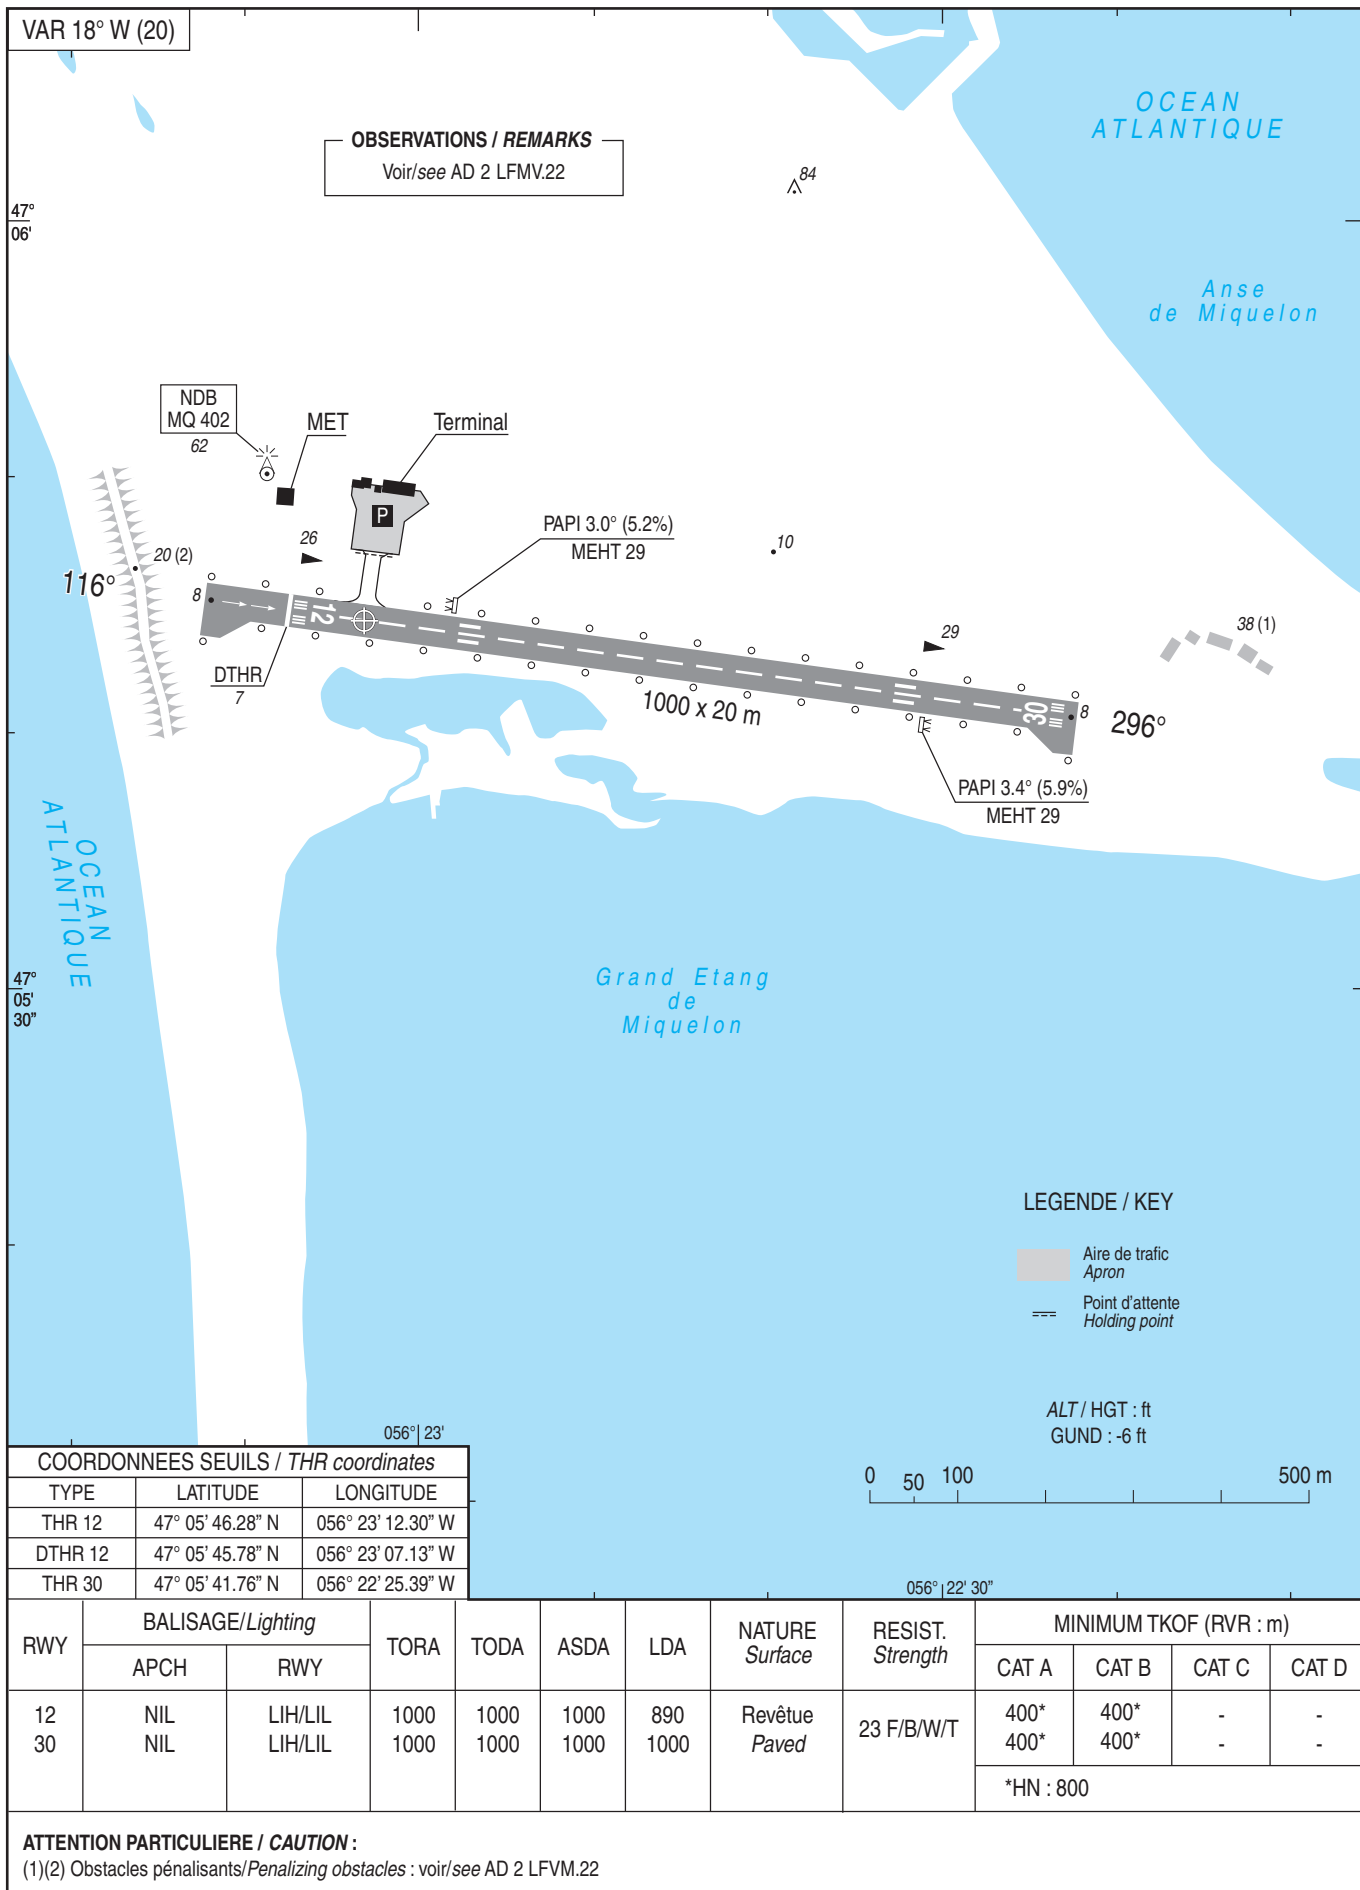 VAR 18° W (20)
OCEAN
ATLANTIQUE
OBSERVATIONS / REMARKS
Voir/see AD 2 LFMV.22
84
47°
06'
Anse
de Miquelon
NDB
MQ 402
62
MET
Terminal
P
PAPI 3.0° (5.2%)
MEHT 29
26
10
20 (2)
116°
8
12
DTHR
7
29
38 (1)
1000 x 20 m
30
8
296°
PAPI 3.4° (5.9%)
MEHT 29
OCEAN
ATLANTIQUE
47°
05'
30”
Grand Etang
de
Miquelon
LEGENDE / KEY
Aire de trafic
Apron
Point d'attente
Holding point
ALT / HGT : ft
GUND : -6 ft
056° 23'
0 50 100 500 m
056° 22' 30”
COORDONNEES SEUILS / THR coordinates
TYPE LATITUDE LONGITUDE
THR 12 47° 05' 46.28” N 056° 23' 12.30” W
DTHR 12 47° 05' 45.78” N 056° 23' 07.13” W
THR 30 47° 05' 41.76” N 056° 22' 25.39” W
RWY BALISAGE/Lighting TORA TODA ASDA LDA NATURE Surface RESIST. Strength MINIMUM TKOF (RVR : m)
APCH RWY CAT A CAT B CAT C CAT D
12 NIL LIH/LIL 1000 1000 1000 890 Revêtue 23 F/B/W/T 400* 400* - -
30 NIL LIH/LIL 1000 1000 1000 1000 Paved 400* 400* - -
*HN : 800
ATTENTION PARTICULIERE / CAUTION :
(1)(2) Obstacles pénalisants/Penalizing obstacles : voir/see AD 2 LFVM.22